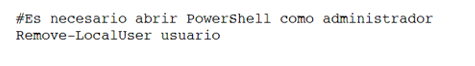 #Es necesario abrir PowerShell como administrador
Remove-LocalUser usuario